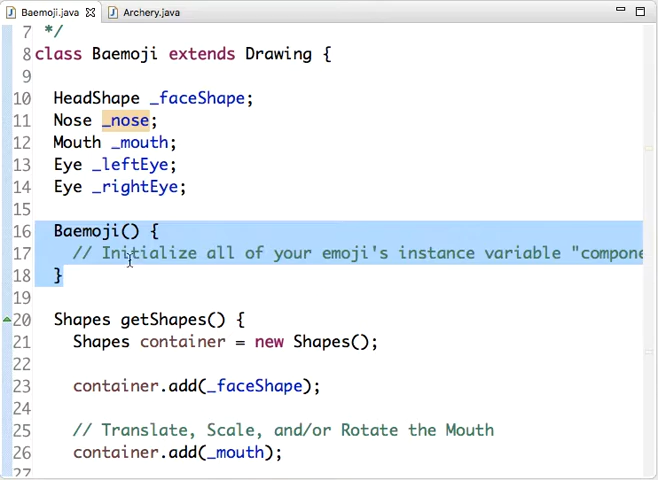 Baemoji.java Archery.java
7 */
8 class Baemoji extends Drawing {
9
10 HeadShape _faceShape;
11 Nose _nose;
12 Mouth _mouth;
13 Eye _leftEye;
14 Eye _rightEye;
15
16 Baemoji() {
17 // Initialize all of your emoji's instance variable "compone
18 }
19
20 Shapes getShapes() {
21 Shapes container = new Shapes();
22
23 container.add(_faceShape);
24
25 // Translate, Scale, and/or Rotate the Mouth
26 container.add(_mouth);
27